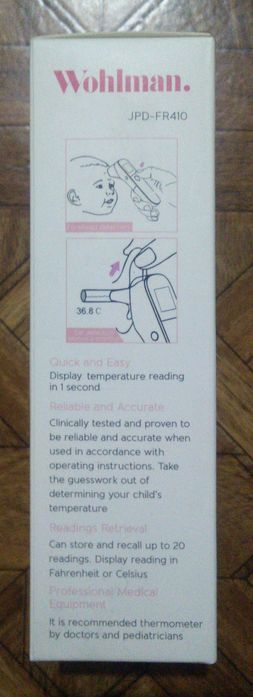 Wohlman.
JPD-FR410
Forehead detection
36.8 C
Quick and Easy
Display temperature reading
in 1 second
Reliable and Accurate
Clinically tested and proven to
be reliable and accurate when
used in accordance with
operating instructions. Take
the guesswork out of
determining your child's
temperature
Readings Retrieval
Can store and recall up to 20
readings. Display reading in
Fahrenheit or Celsius
Professional Medical
Equipment
It is recommended thermometer
by doctors and pediatricians